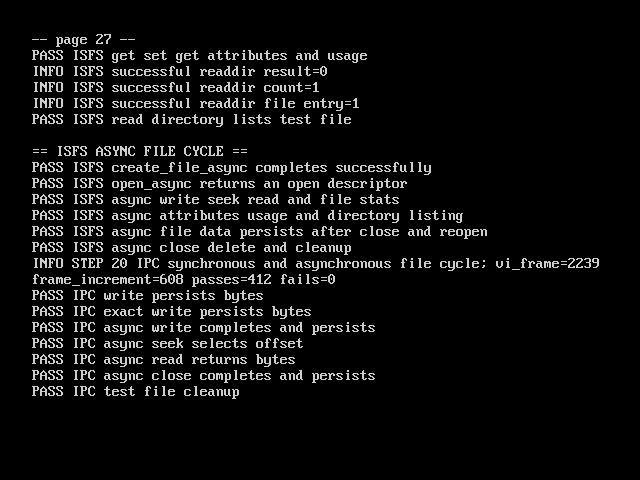 -- page 27 --
PASS ISFS get set get attributes and usage
INFO ISFS successful readdir result=0
INFO ISFS successful readdir count=1
INFO ISFS successful readdir file entry=1
PASS ISFS read directory lists test file
== ISFS ASYNC FILE CYCLE ==
PASS ISFS create_file_async completes successfully
PASS ISFS open_async returns an open descriptor
PASS ISFS async write seek read and file stats
PASS ISFS async attributes usage and directory listing
PASS ISFS async file data persists after close and reopen
PASS ISFS async close delete and cleanup
INFO STEP 20 IPC synchronous and asynchronous file cycle; vi_frame=2239
frame_increment=608 passes=412 fails=0
PASS IPC write persists bytes
PASS IPC exact write persists bytes
PASS IPC async write completes and persists
PASS IPC async seek selects offset
PASS IPC async read returns bytes
PASS IPC async close completes and persists
PASS IPC test file cleanup